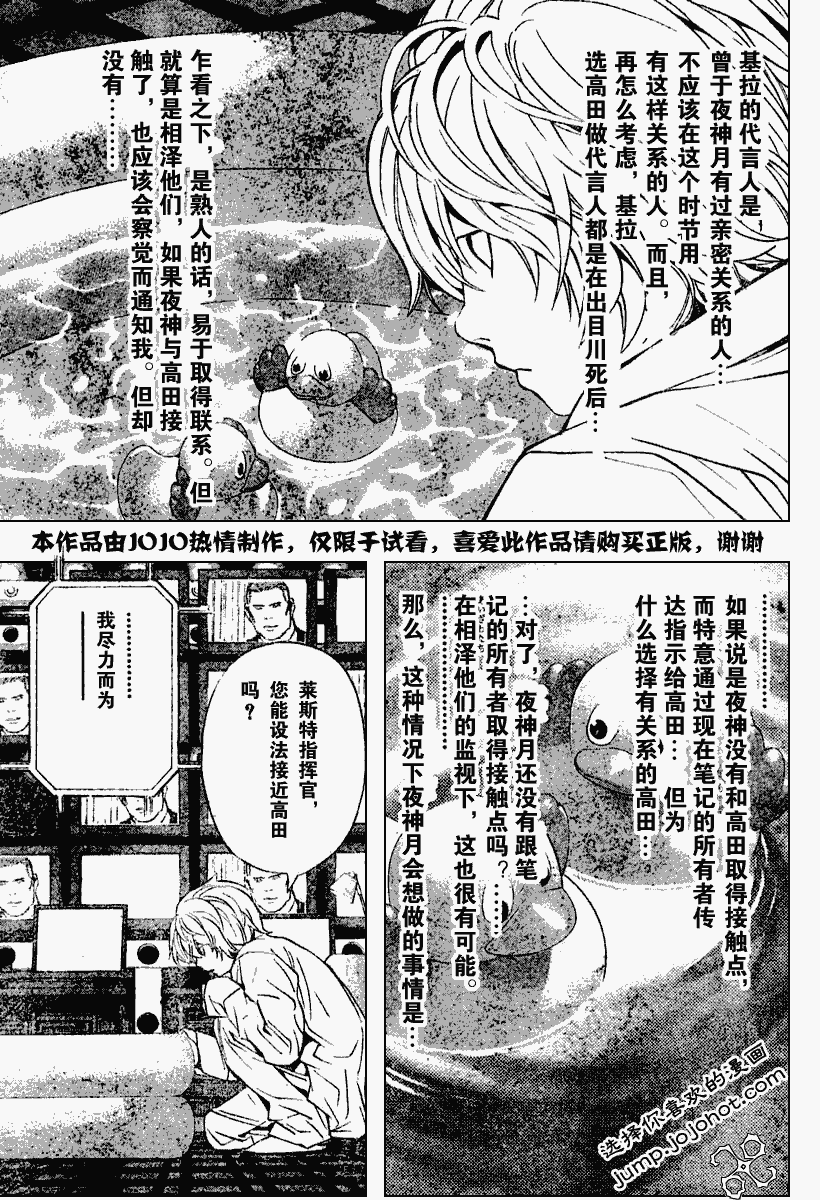 基拉的代言人是，
曾于夜神月有过亲密关系的人…
不应该在这个时节用
有这样关系的人。而且，
再怎么考虑，基拉
选高田做代言人都是在出目川死后…
乍看之下，是熟人的话，易于取得联系。但
就算是相泽他们，如果夜神与高田接
触了，也应该会察觉而通知我。但却
没有………
本作品由JOJO热情制作，仅限于试看，喜爱此作品请购买正版，谢谢
…………
如果说是夜神没有和高田取得接触点，
而特意通过现在笔记的所有者传
达指示给高田…但为
什么选择有关系的高田…
…对了，夜神月还没有跟笔
记的所有者取得接触点吗？……
在相泽他们的监视下，这也很有可能。
……………
那么，这种情况下夜神月会想做的事情是…
莱斯特指挥官，
您能设法接近高田
吗？
…………
我尽力而为
——
选择你喜欢的漫画
jump.jojohot.com